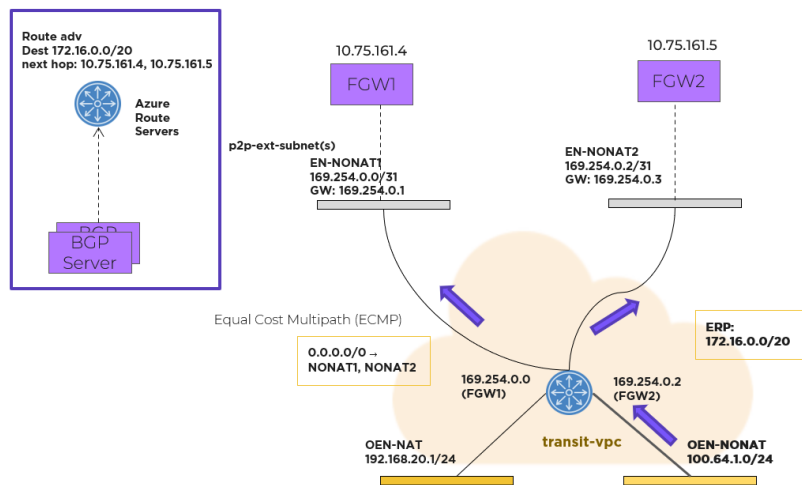 Route adv
Dest 172.16.0.0/20
next hop: 10.75.161.4, 10.75.161.5
Azure
Route
Servers
BGP
BGP
Server
10.75.161.4
FGW1
10.75.161.5
FGW2
p2p-ext-subnet(s)
EN-NONAT1
169.254.0.0/31
GW: 169.254.0.1
EN-NONAT2
169.254.0.2/31
GW: 169.254.0.3
Equal Cost Multipath (ECMP)
0.0.0.0/0 →
NONAT1, NONAT2
ERP:
172.16.0.0/20
169.254.0.0
(FGW1)
169.254.0.2
(FGW2)
transit-vpc
OEN-NAT
192.168.20.1/24
OEN-NONAT
100.64.1.0/24